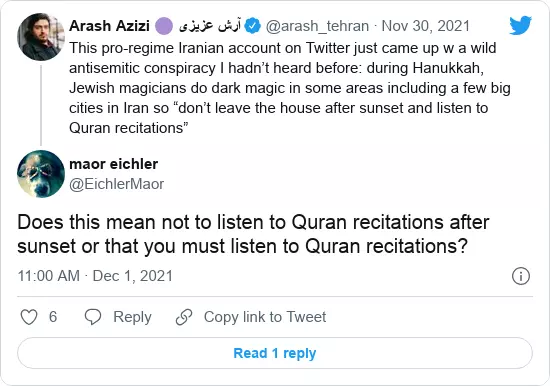 Arash Azizi 🟣 آرش عزیزی @arash_tehran · Nov 30, 2021
This pro-regime Iranian account on Twitter just came up w a wild
antisemitic conspiracy I hadn’t heard before: during Hanukkah,
Jewish magicians do dark magic in some areas including a few big
cities in Iran so “don’t leave the house after sunset and listen to
Quran recitations”
maor eichler
@EichlerMaor
Does this mean not to listen to Quran recitations after
sunset or that you must listen to Quran recitations?
11:00 AM · Dec 1, 2021
6 Reply Copy link to Tweet
Read 1 reply